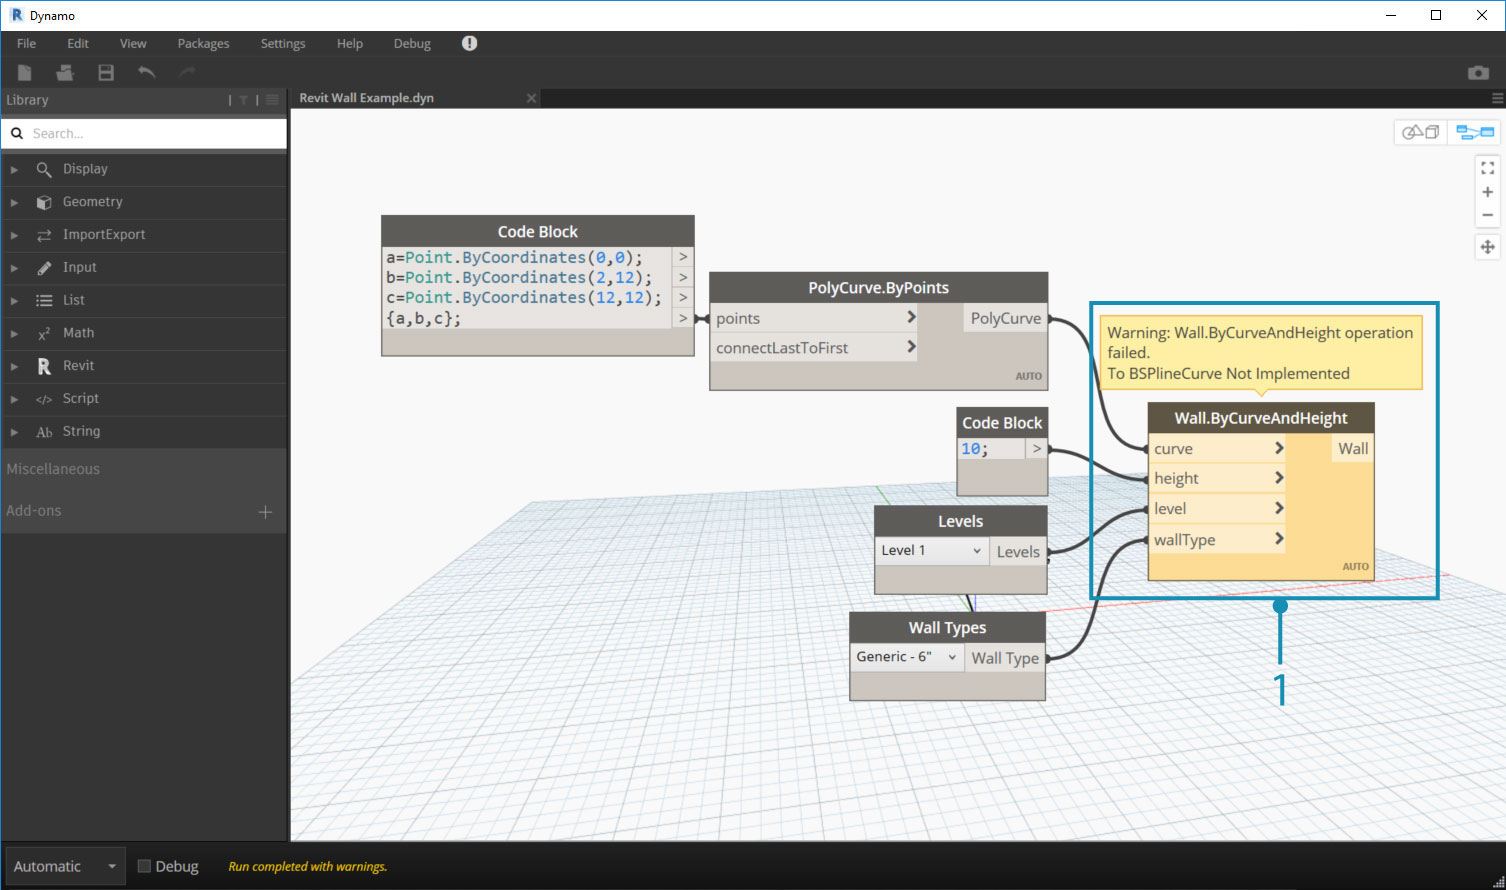 Dynamo
File Edit View Packages Settings Help Debug
Library
Revit Wall Example.dyn
Search...
Display
Geometry
ImportExport
Input
List
Math
Revit
Script
String
Miscellaneous
Add-ons
Code Block
a=Point.ByCoordinates(0,0); >
b=Point.ByCoordinates(2,12); >
c=Point.ByCoordinates(12,12); >
{a,b,c}; >
PolyCurve.ByPoints
points > PolyCurve
connectLastToFirst >
AUTO
Code Block
10; >
Levels
Level 1 Levels
Wall Types
Generic - 6" Wall Type
Warning: Wall.ByCurveAndHeight operation
failed.
To BSPlineCurve Not Implemented
Wall.ByCurveAndHeight
curve > Wall
height >
level >
wallType >
AUTO
1
Automatic Debug Run completed with warnings.